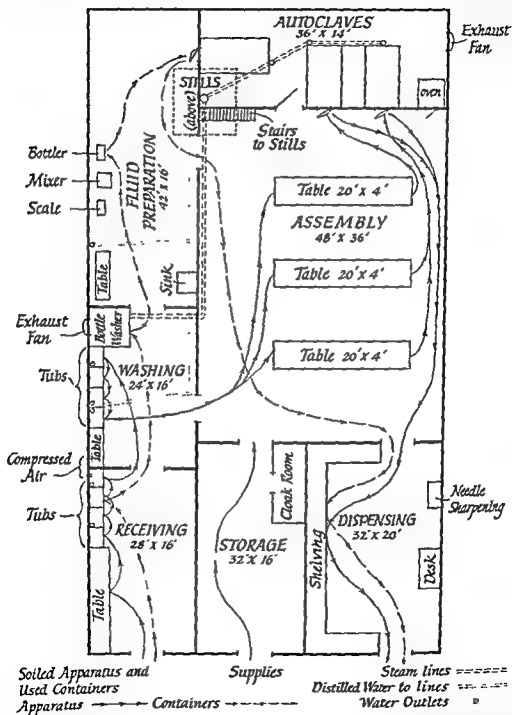 AUTOCLAVES
36' X 14'
Exhaust
Fan
oven
STILLS
(above)
Stairs
to Stills
Bottler
Mixer
Scale
FLUID
PREPARATION
42' X 16'
Table 20' x 4'
ASSEMBLY
48' X 36'
Table 20' x 4'
Table
Sink
Exhaust
Fan
Bottle
Washer
Table 20' x 4'
Tubs
WASHING
24' X 16'
Table
Compressed
Air
Tubs
Cloak Room
Needle
Sharpening
RECEIVING
28' X 16'
STORAGE
32' X 16'
Shelving
DISPENSING
32' X 20'
Desk
Table
Soiled Apparatus and
Used Containers
Supplies
Steam lines
Distilled Water to lines
Apparatus
Containers
Water Outlets